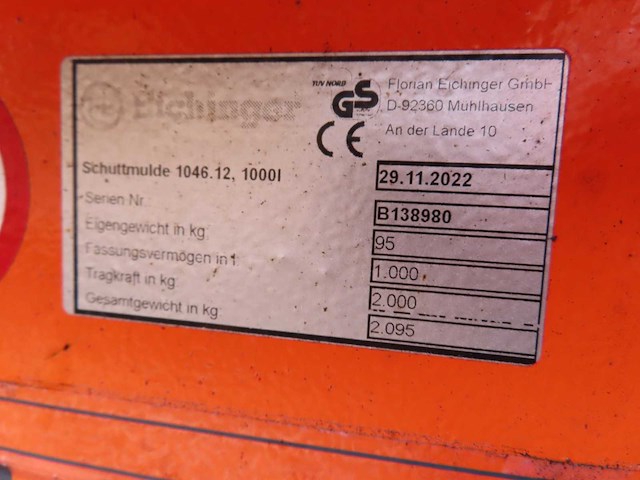 Eichinger
TUV NORD
GS
CE
Florian Eichinger GmbH
D-92360 Mühlhausen
An der Lände 10
Schuttmulde 1046.12, 1000l
29.11.2022
Serien Nr.
B138980
Eigengewicht in kg:
95
Fassungsvermögen in l:
1.000
Tragkraft in kg:
2.000
Gesamtgewicht in kg:
2.095